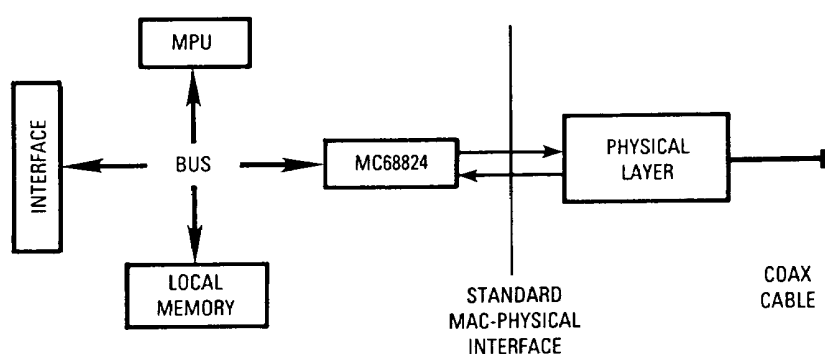 MPU
INTERFACE
BUS
MC68824
PHYSICAL
LAYER
LOCAL
MEMORY
STANDARD
MAC-PHYSICAL
INTERFACE
COAX
CABLE